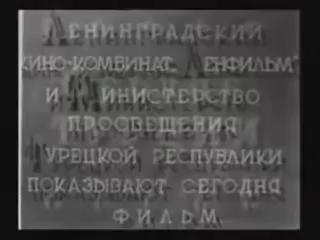 ЛЕНИНГРАДСКИЙ
КИНО-КОМБИНАТ „ЛЕНФИЛЬМ"
И МИНИСТЕРСТВО
ПРОСВЕЩЕНИЯ
ТУРЕЦКОЙ РЕСПУБЛИКИ
ПОКАЗЫВАЮТ СЕГОДНЯ
ФИЛЬМ